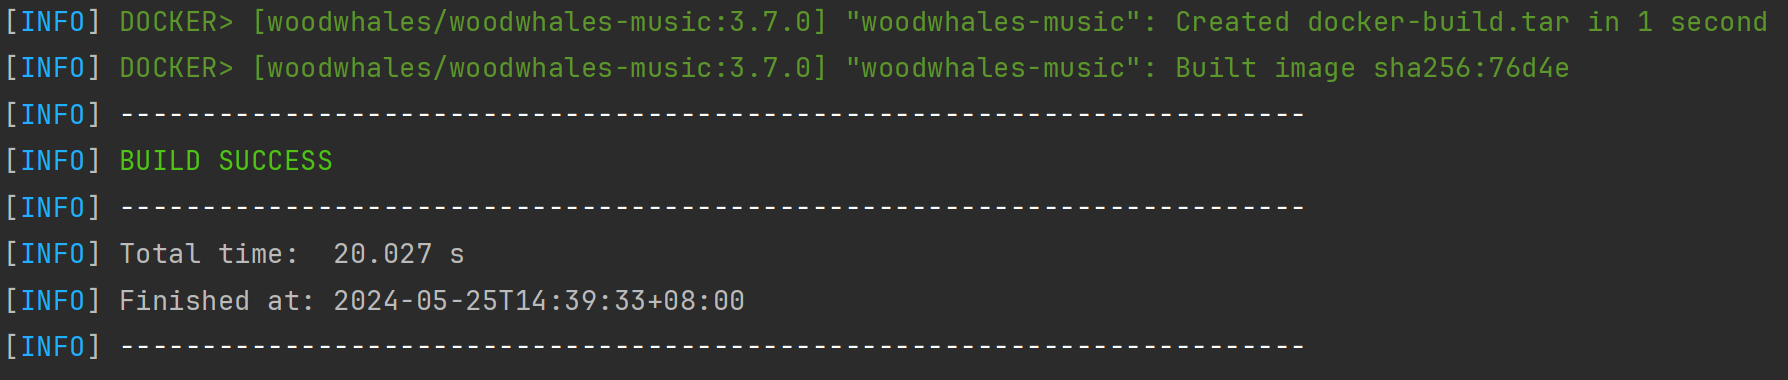 [INFO] DOCKER> [woodwhales/woodwhales-music:3.7.0] "woodwhales-music": Created docker-build.tar in 1 second
[INFO] DOCKER> [woodwhales/woodwhales-music:3.7.0] "woodwhales-music": Built image sha256:76d4e
[INFO] ------------------------------------------------------------------------
[INFO] BUILD SUCCESS
[INFO] ------------------------------------------------------------------------
[INFO] Total time:  20.027 s
[INFO] Finished at: 2024-05-25T14:39:33+08:00
[INFO] ------------------------------------------------------------------------